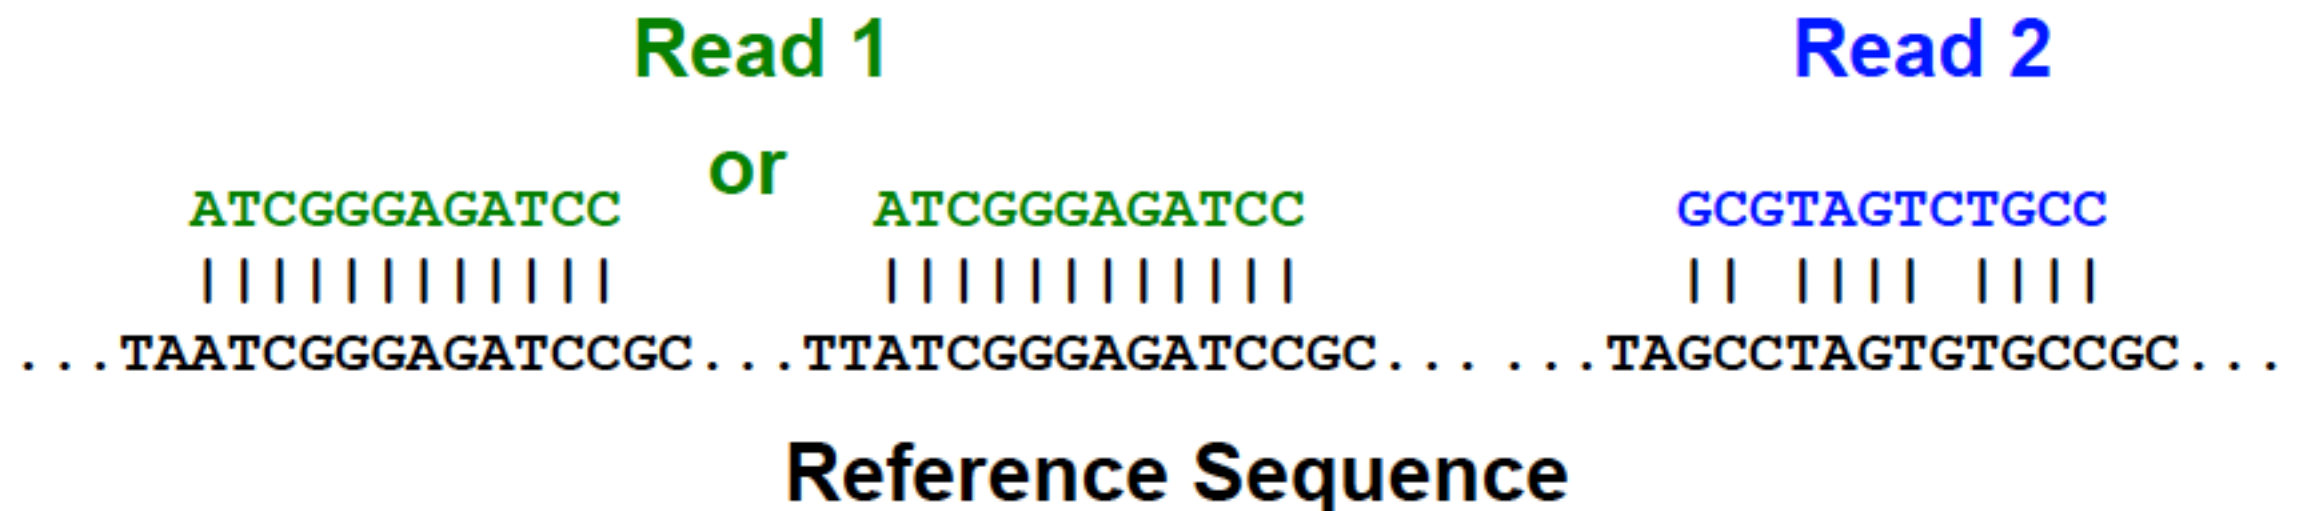 Read 1 Read 2
or
ATCGGGAGATCC ATCGGGAGATCC GCGTAGTCTGCC
|||||||||||| |||||||||||| || |||| ||||
...TAATCGGGAGATCCGC...TTATCGGGAGATCCGC... ...TAGCCTAGTGTGCCGC...
Reference Sequence